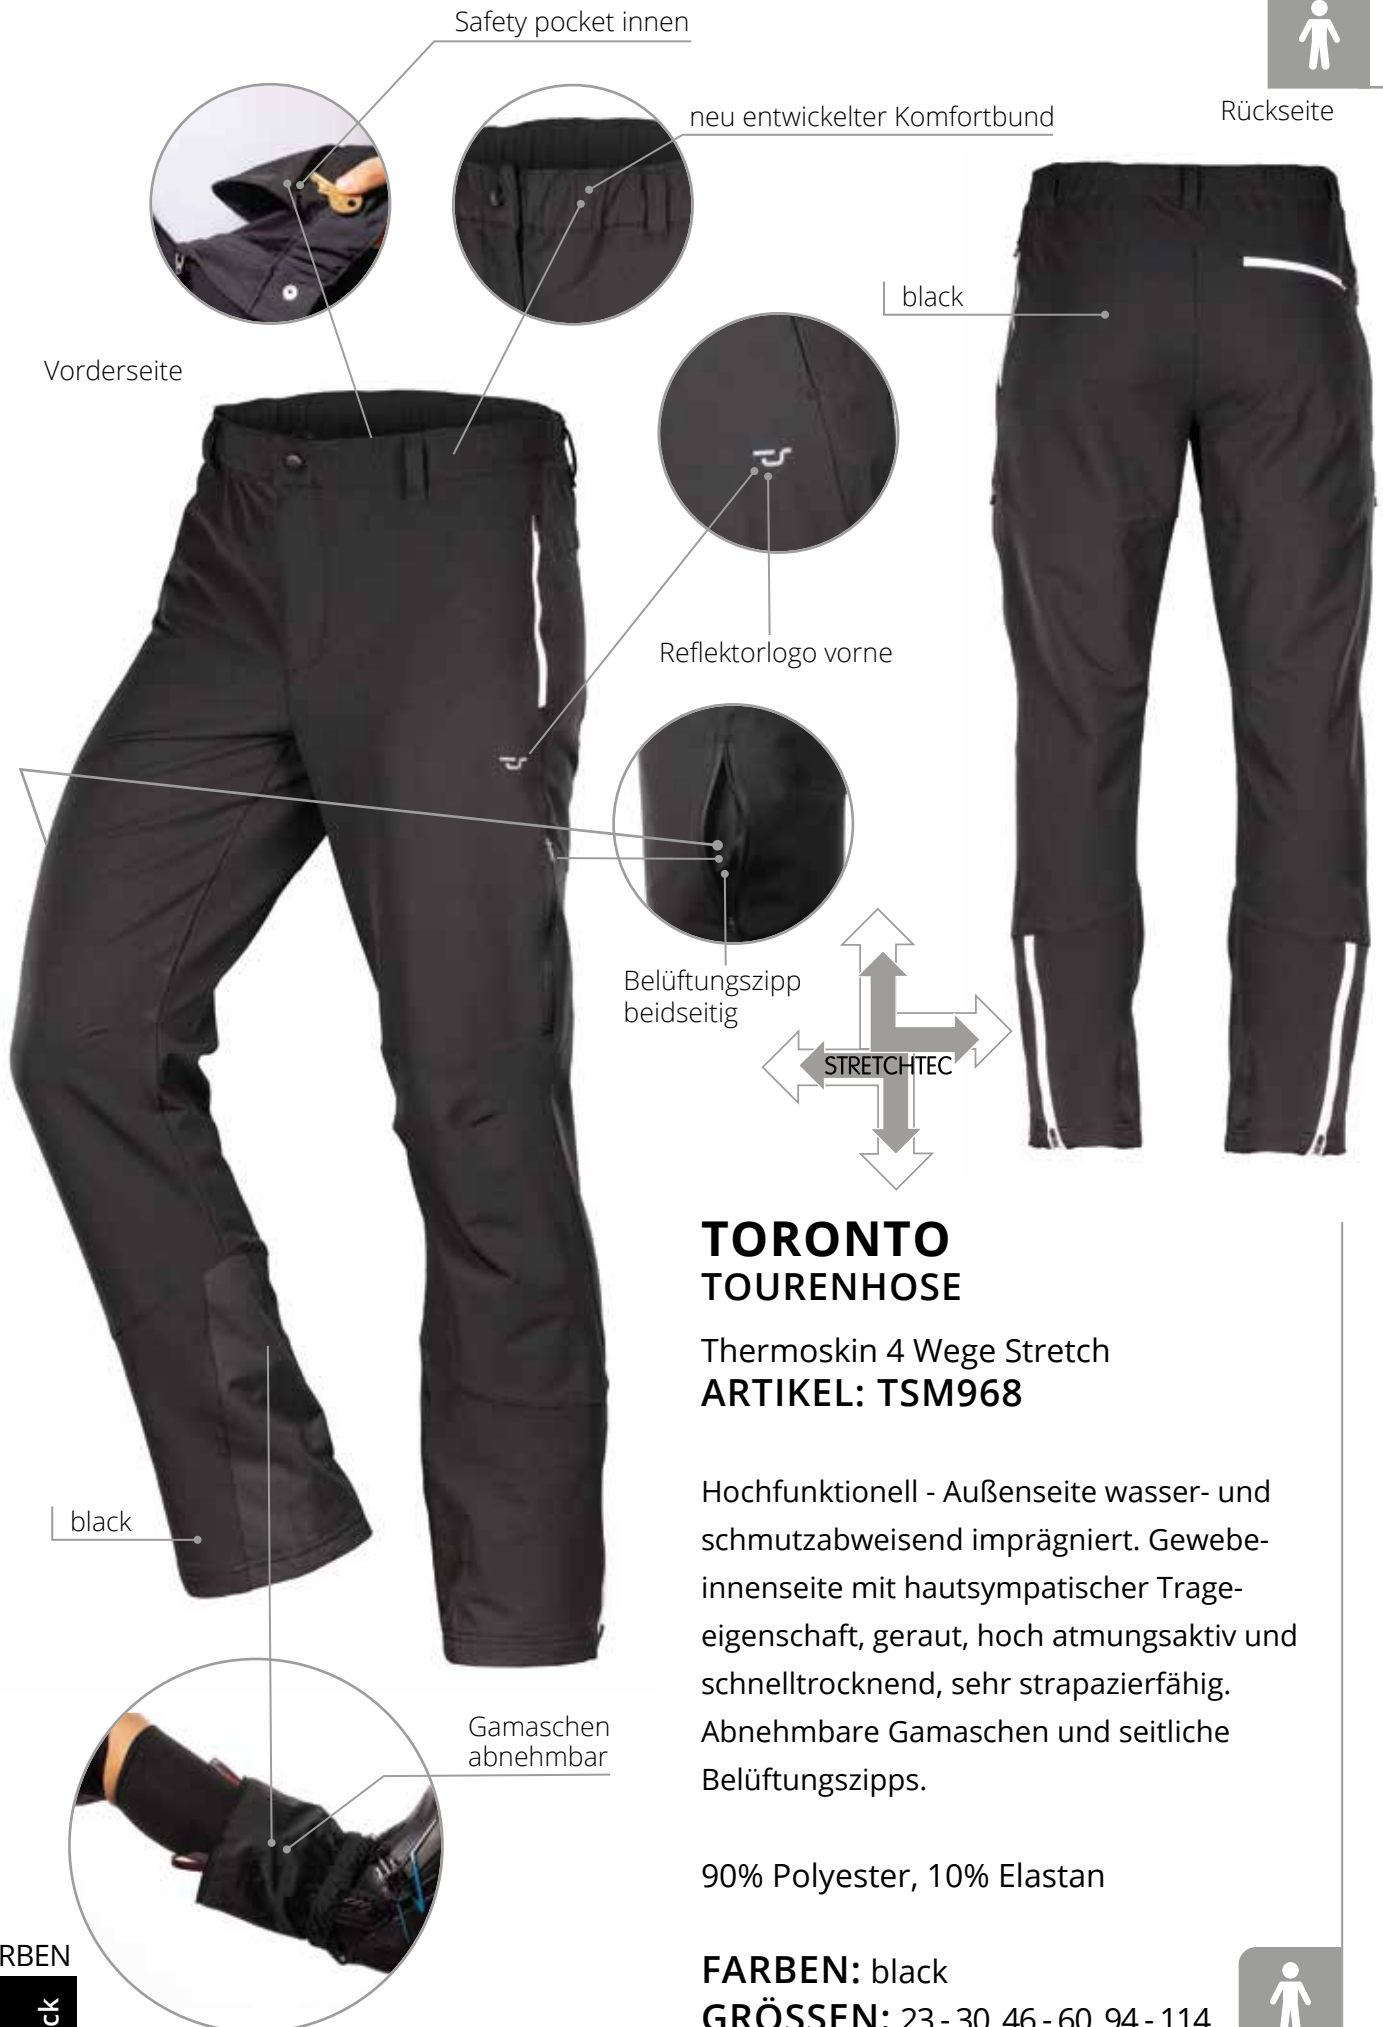 Safety pocket innen
neu entwickelter Komfortbund
Rückseite
black
Vorderseite
Reflektorlogo vorne
Belüftungszipp
beidseitig
STRETCHTEC
TORONTO
TOURENHOSE
Thermoskin 4 Wege Stretch
ARTIKEL: TSM968
Hochfunktionell - Außenseite wasser- und
schmutzabweisend imprägniert. Gewebe-
innenseite mit hautsympatischer Trage-
eigenschaft, geraut, hoch atmungsaktiv und
schnelltrocknend, sehr strapazierfähig.
Abnehmbare Gamaschen und seitliche
Belüftungszipps.
90% Polyester, 10% Elastan
FARBEN: black
GRÖSSEN: 23 - 30, 46 - 60, 94 - 114
black
Gamaschen
abnehmbar
RBEN
ck